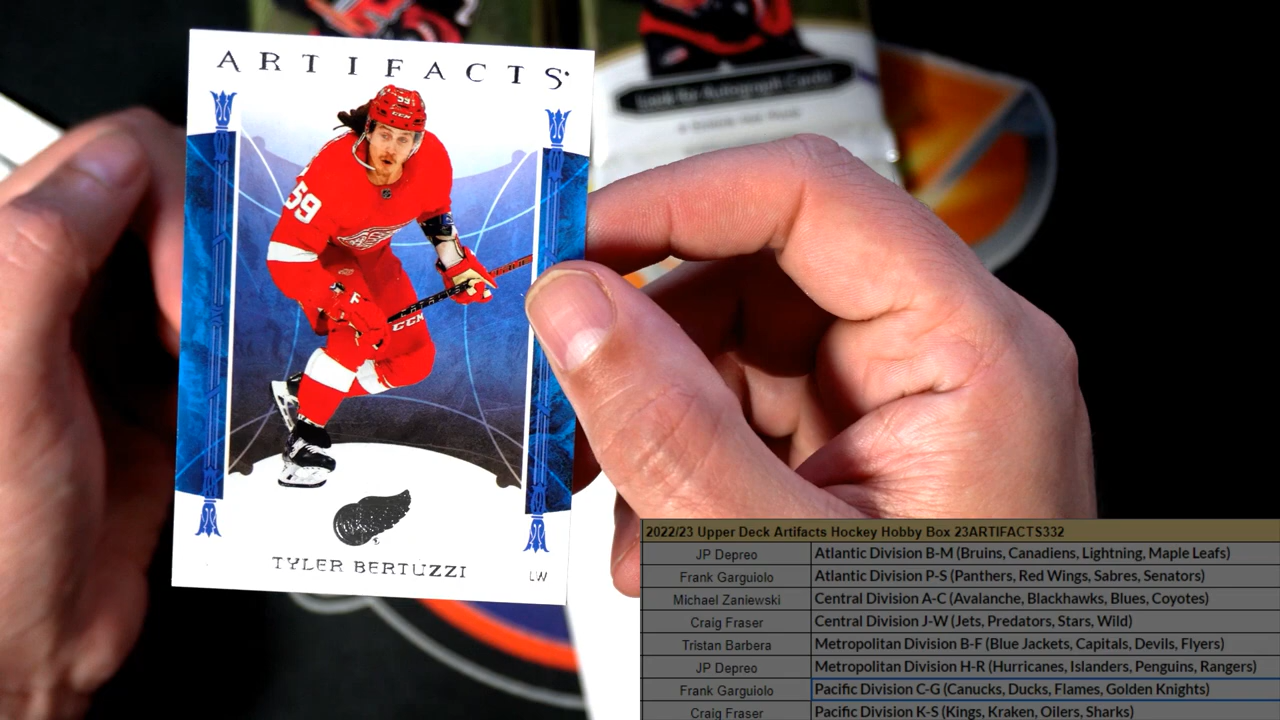 ARTIFACTS
59
59
CCM
CATALYST
CCM
TYLER BERTUZZI
LW
Look for Autograph Cards!
2022/23 Upper Deck Artifacts Hockey Hobby Box 23ARTIFACTS332
JP Depreo Atlantic Division B-M (Bruins, Canadiens, Lightning, Maple Leafs)
Frank Garguiolo Atlantic Division P-S (Panthers, Red Wings, Sabres, Senators)
Michael Zaniewski Central Division A-C (Avalanche, Blackhawks, Blues, Coyotes)
Craig Fraser Central Division J-W (Jets, Predators, Stars, Wild)
Tristan Barbera Metropolitan Division B-F (Blue Jackets, Capitals, Devils, Flyers)
JP Depreo Metropolitan Division H-R (Hurricanes, Islanders, Penguins, Rangers)
Frank Garguiolo Pacific Division C-G (Canucks, Ducks, Flames, Golden Knights)
Craig Fraser Pacific Division K-S (Kings, Kraken, Oilers, Sharks)